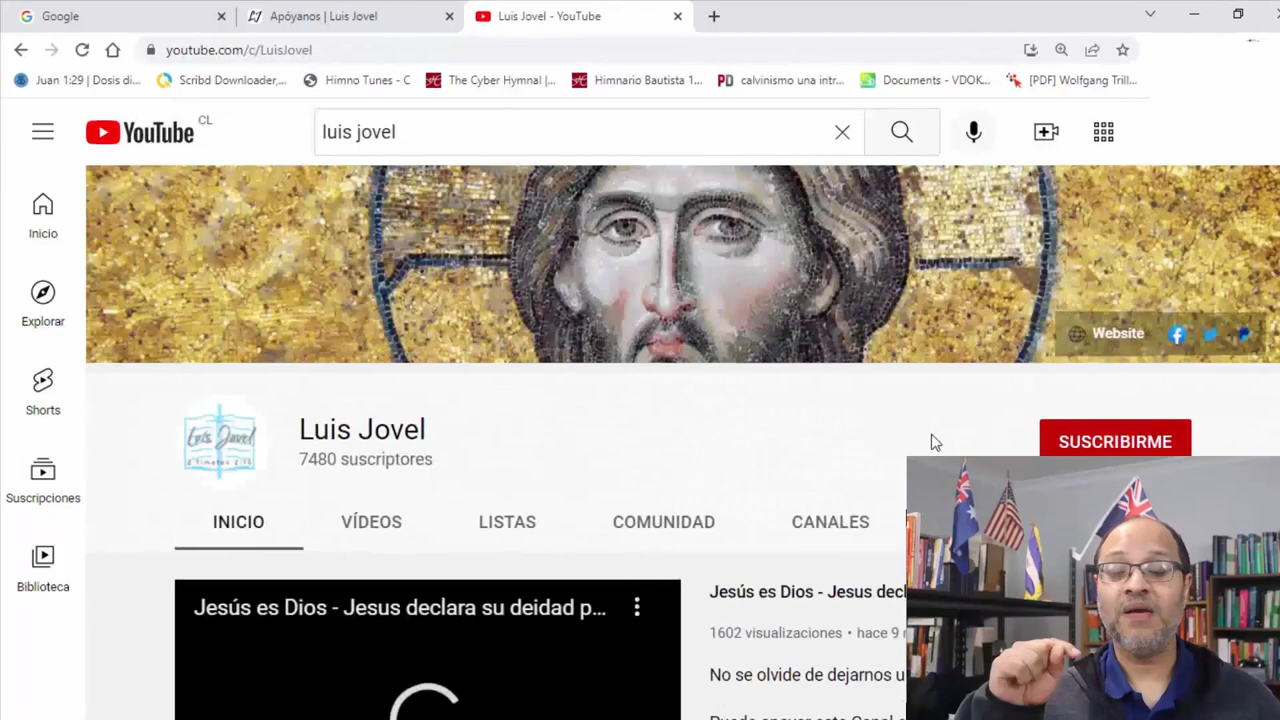 Google
Apóyanos | Luis Jovel
Luis Jovel - YouTube
youtube.com/c/LuisJovel
Juan 1:29 | Dosis di...
Scribd Downloader,...
Himno Tunes - C
The Cyber Hymnal |...
Himnario Bautista 1...
calvinismo una intr...
Documents - VDOK...
[PDF] Wolfgang Trill...
YouTube CL
luis jovel
Inicio
Explorar
Shorts
Suscripciones
Biblioteca
Website
Luis Jovel
Luis Jovel
7480 suscriptores
SUSCRIBIRME
INICIO
VÍDEOS
LISTAS
COMUNIDAD
CANALES
Jesús es Dios - Jesus declara su deidad p...
Jesús es Dios - Jesus decl
1602 visualizaciones • hace 9
No se olvide de dejarnos u